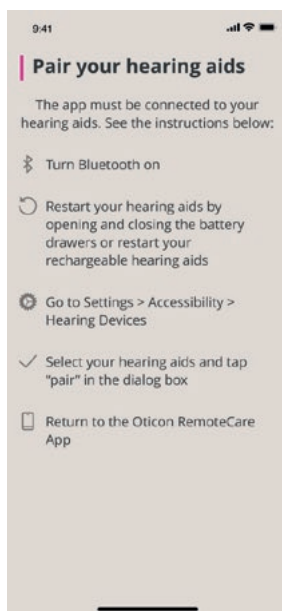 9:41
Pair your hearing aids
The app must be connected to your
hearing aids. See the instructions below:
Turn Bluetooth on
Restart your hearing aids by
opening and closing the battery
drawers or restart your
rechargeable hearing aids
Go to Settings > Accessibility >
Hearing Devices
Select your hearing aids and tap
"pair" in the dialog box
Return to the Oticon RemoteCare
App